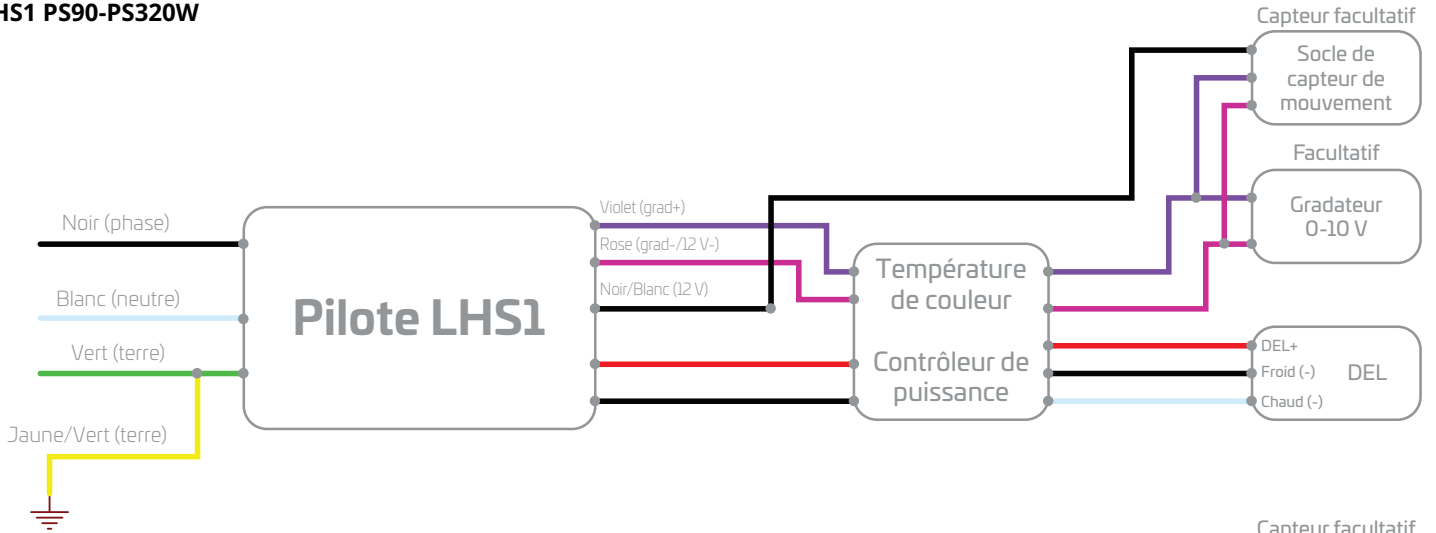 HS1 PS90-PS320W
Capteur facultatif
Socle de
capteur de
mouvement
Facultatif
Gradateur
0-10 V
Noir (phase)
Blanc (neutre)
Vert (terre)
Jaune/Vert (terre)
Pilote LHS1
Violet (grad+)
Rose (grad-/12 V-)
Noir/Blanc (12 V)
Température
de couleur
Contrôleur de
puissance
DEL+
Froid (-)
Chaud (-)
DEL
Capteur facultatif